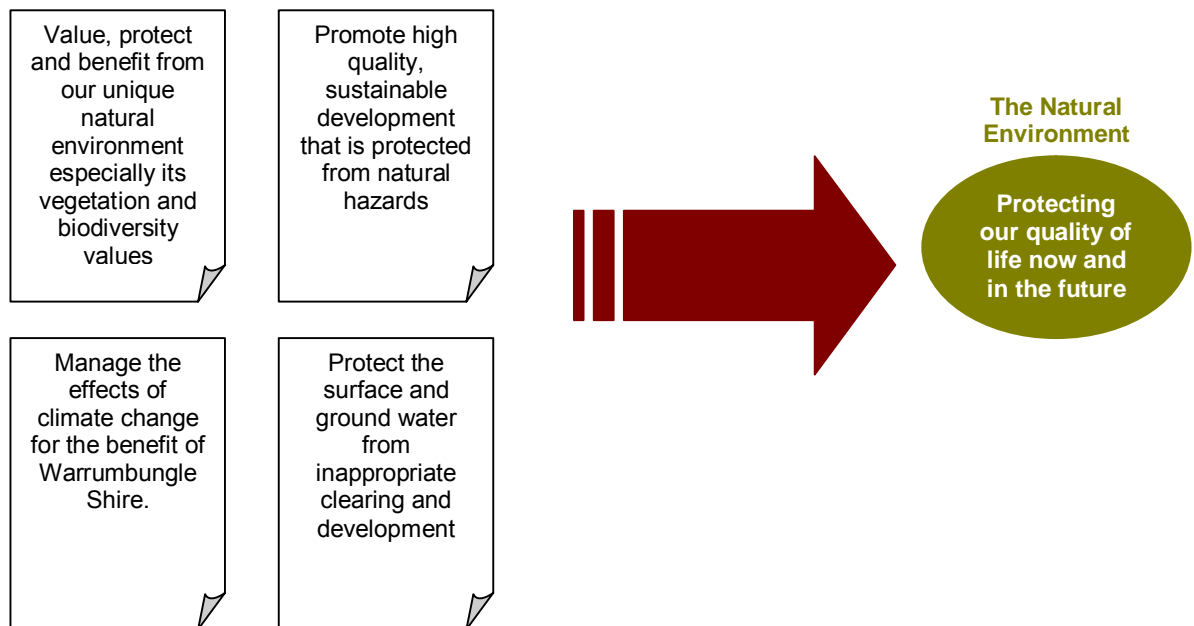 Value, protect
and benefit from
our unique
natural
environment
especially its
vegetation and
biodiversity
values
Promote high
quality,
sustainable
development
that is protected
from natural
hazards
The Natural
Environment
Protecting
our quality of
life now and
in the future
Manage the
effects of
climate change
for the benefit of
Warrumbungle
Shire.
Protect the
surface and
ground water
from
inappropriate
clearing and
development